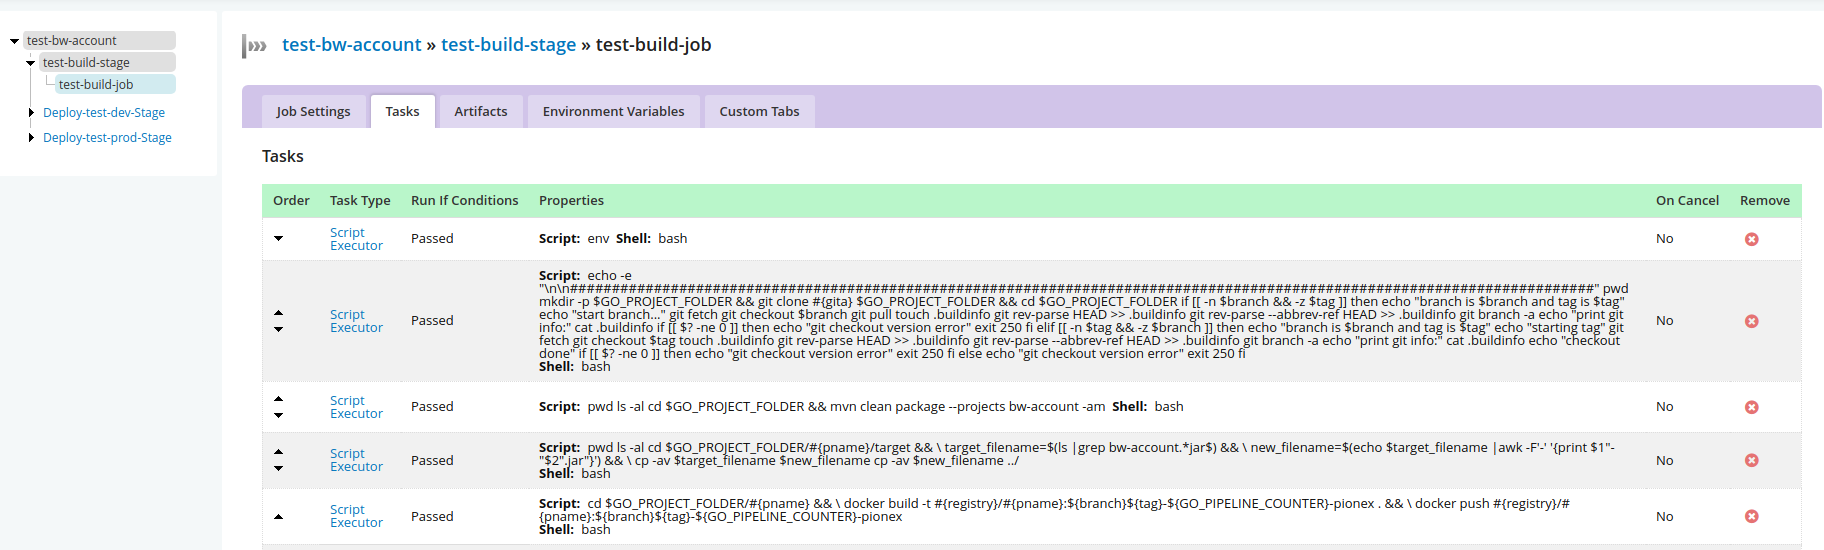 test-bw-account
test-build-stage
test-build-job
Deploy-test-dev-Stage
Deploy-test-prod-Stage
test-bw-account » test-build-stage » test-build-job
Job Settings Tasks Artifacts Environment Variables Custom Tabs
Tasks
Order Task Type Run If Conditions Properties On Cancel Remove
Script Executor Passed Script: env Shell: bash No
Script: echo -e
"\n\n####################################################################################################################" pwd
mkdir -p $GO_PROJECT_FOLDER && git clone #{gita} $GO_PROJECT_FOLDER && cd $GO_PROJECT_FOLDER if [[ -n $branch && -z $tag ]] then echo "branch is $branch and tag is $tag"
echo "start branch..." git fetch git checkout $branch git pull touch .buildinfo git rev-parse HEAD >> .buildinfo git rev-parse --abbrev-ref HEAD >> .buildinfo git branch -a echo "print git
Script Executor Passed info:" cat .buildinfo if [[ $? -ne 0 ]] then echo "git checkout version error" exit 250 fi elif [[ -n $tag && -z $branch ]] then echo "branch is $branch and tag is $tag" echo "starting tag" git No
fetch git checkout $tag touch .buildinfo git rev-parse HEAD >> .buildinfo git rev-parse --abbrev-ref HEAD >> .buildinfo git branch -a echo "print git info:" cat .buildinfo echo "checkout
done" if [[ $? -ne 0 ]] then echo "git checkout version error" exit 250 fi else echo "git checkout version error" exit 250 fi
Shell: bash
Script Executor Passed Script: pwd ls -al cd $GO_PROJECT_FOLDER && mvn clean package --projects bw-account -am Shell: bash No
Script: pwd ls -al cd $GO_PROJECT_FOLDER/#{pname}/target && \ target_filename=$(ls |grep bw-account.*jar$) && \ new_filename=$(echo $target_filename |awk -F'-' '{print $1"-
Script Executor Passed "$2".jar"}') && \ cp -av $target_filename $new_filename cp -av $new_filename ../ No
Shell: bash
Script: cd $GO_PROJECT_FOLDER/#{pname} && \ docker build -t #{registry}/#{pname}:${branch}${tag}-${GO_PIPELINE_COUNTER}-pionex . && \ docker push #{registry}/#
Script Executor Passed {pname}:${branch}${tag}-${GO_PIPELINE_COUNTER}-pionex No
Shell: bash